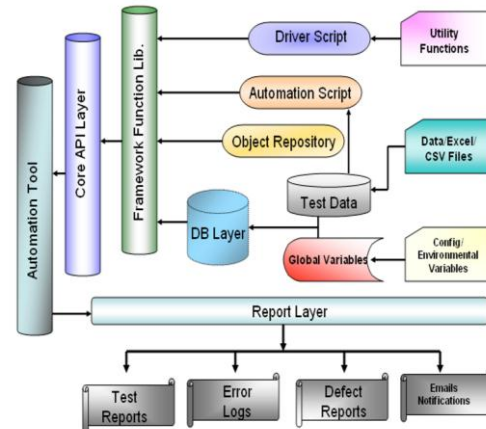 Automation Tool
Core API Layer
Framework Function Lib.
Driver Script
Utility
Functions
Automation Script
Object Repository
Data/Excel/
CSV Files
Test Data
DB Layer
Global Variables
Config/
Environmental
Variables
Report Layer
Test
Reports
Error
Logs
Defect
Reports
Emails
Notifications